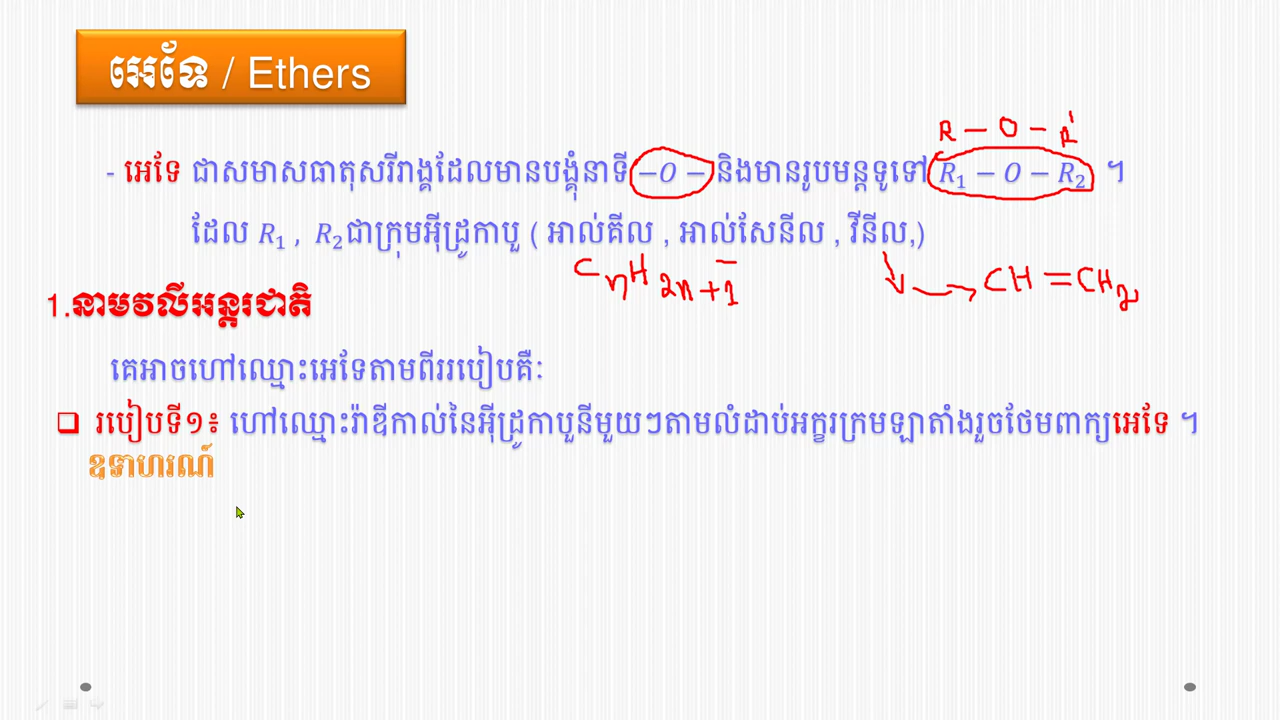 អេទែ / Ethers
R – O – R'
- អេទែ ជាសមាសធាតុសរីរាង្គដែលមានបង្គុំនាទី –O – និងមានរូបមន្តទូទៅ R₁ – O – R₂ ។
ដែល R₁ , R₂ ជាក្រុមអ៊ីដ្រូកាបួ ( អាល់គីល , អាល់សែនីល , វីនីល,)
CnH2n+1 CH=CH₂
1.នាមវលីអន្តរជាតិ
គេអាចហៅឈ្មោះអេទែតាមពីររបៀបគឺៈ
❑ របៀបទី១៖ ហៅឈ្មោះរ៉ាឌីកាល់នៃអ៊ីដ្រូកាបួនីមួយៗតាមលំដាប់អក្ខរក្រមឡាតាំងរួចថែមពាក្យអេទែ ។
ឧទាហរណ៍